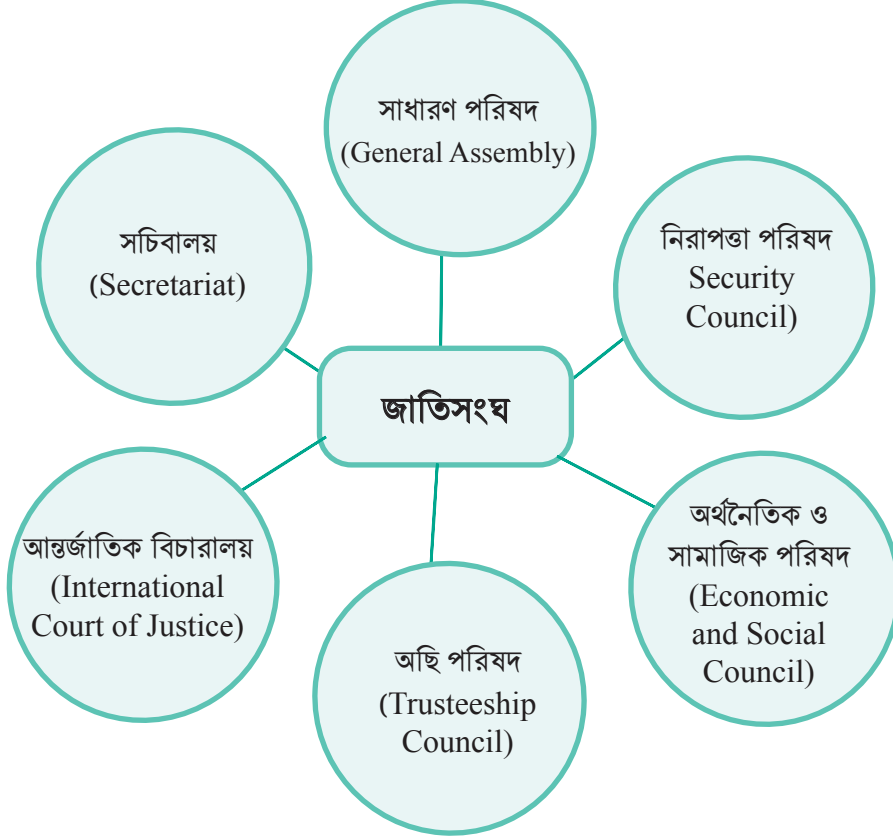 সাধারণ পরিষদ
(General Assembly)
সচিবালয়
(Secretariat)
নিরাপত্তা পরিষদ
Security
Council)
জাতিসংঘ
আন্তর্জাতিক বিচারালয়
(International
Court of Justice)
অর্থনৈতিক ও
সামাজিক পরিষদ
(Economic
and Social
Council)
অছি পরিষদ
(Trusteeship
Council)